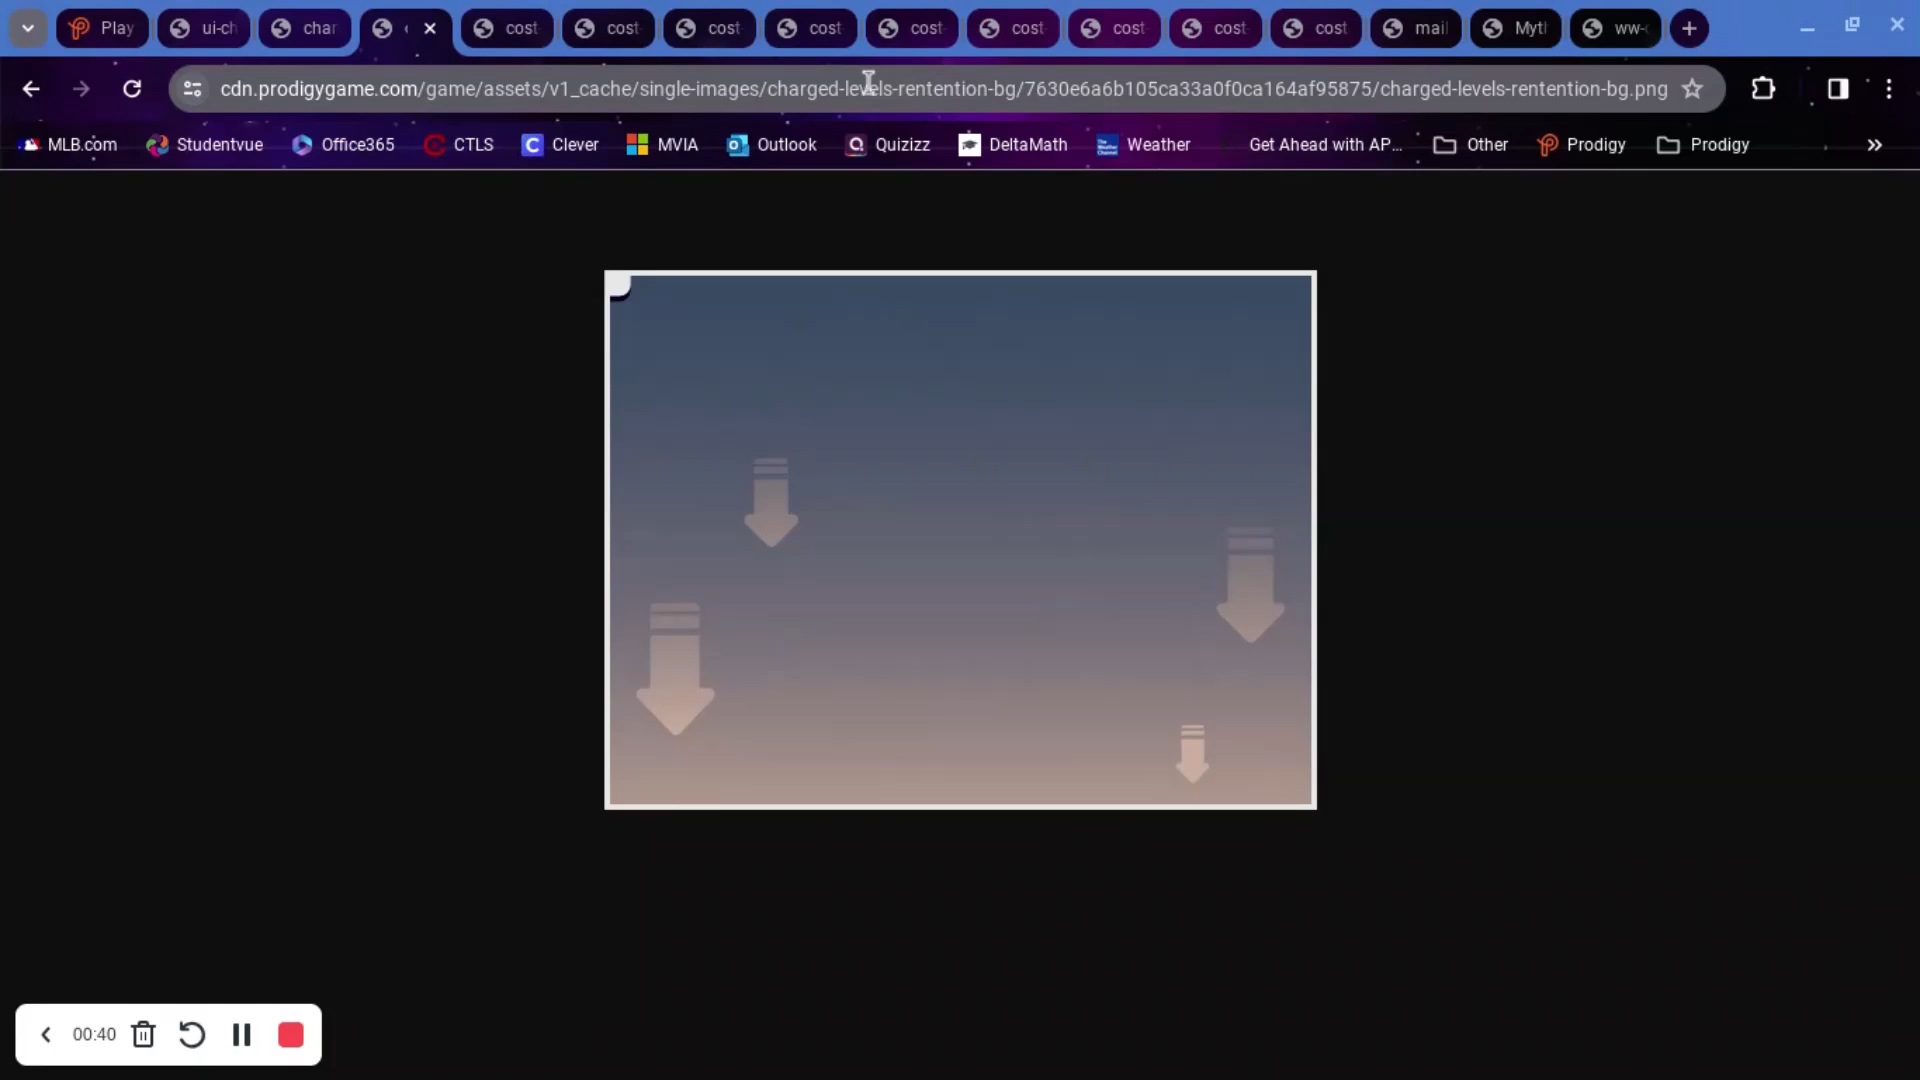 Play ui-ch char cost cost cost cost cost cost cost cost cost mail Myth ww-
cdn.prodigygame.com/game/assets/v1_cache/single-images/charged-levels-rentention-bg/7630e6a6b105ca33a0f0ca164af95875/charged-levels-rentention-bg.png
MLB.com Studentvue Office365 CTLS Clever MVIA Outlook Quizizz DeltaMath Weather Get Ahead with AP... Other Prodigy Prodigy »
00:40